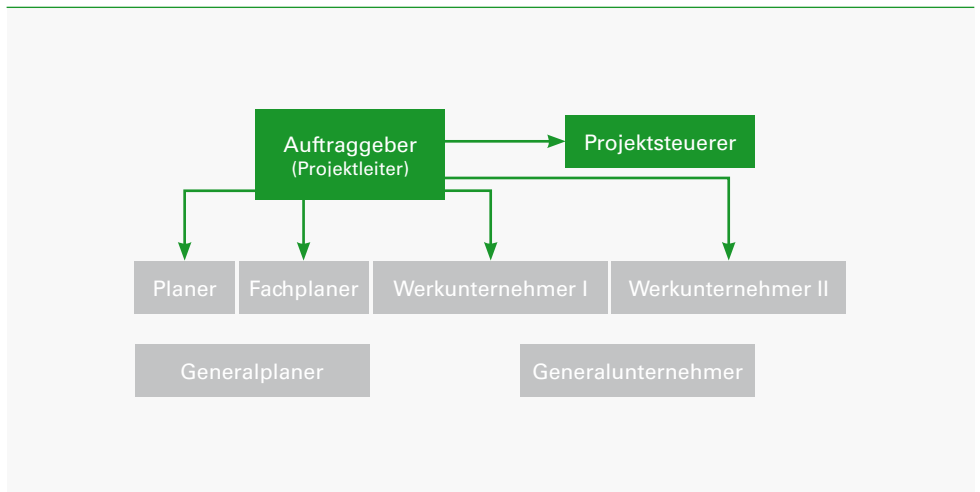 Auftraggeber
(Projektleiter)
Projektsteuerer
Planer
Fachplaner
Werkunternehmer I
Werkunternehmer II
Generalplaner
Generalunternehmer